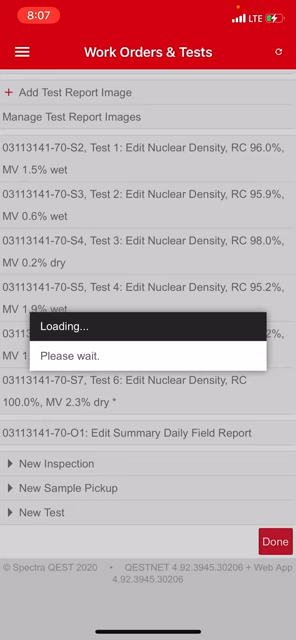 8:07
LTE
Work Orders & Tests
+ Add Test Report Image
Manage Test Report Images
03113141-70-S2, Test 1: Edit Nuclear Density, RC 96.0%,
MV 1.5% wet
03113141-70-S3, Test 2: Edit Nuclear Density, RC 95.9%,
MV 0.6% wet
03113141-70-S4, Test 3: Edit Nuclear Density, RC 98.0%,
MV 0.2% dry
03113141-70-S5, Test 4: Edit Nuclear Density, RC 95.2%,
MV 1.9% wet
Loading...
Please wait.
03113141-70-S7, Test 6: Edit Nuclear Density, RC
100.0%, MV 2.3% dry *
03113141-70-O1: Edit Summary Daily Field Report
New Inspection
New Sample Pickup
New Test
Done
© Spectra QEST 2020 • QESTNET 4.92.3945.30206 + Web App
4.92.3945.30206